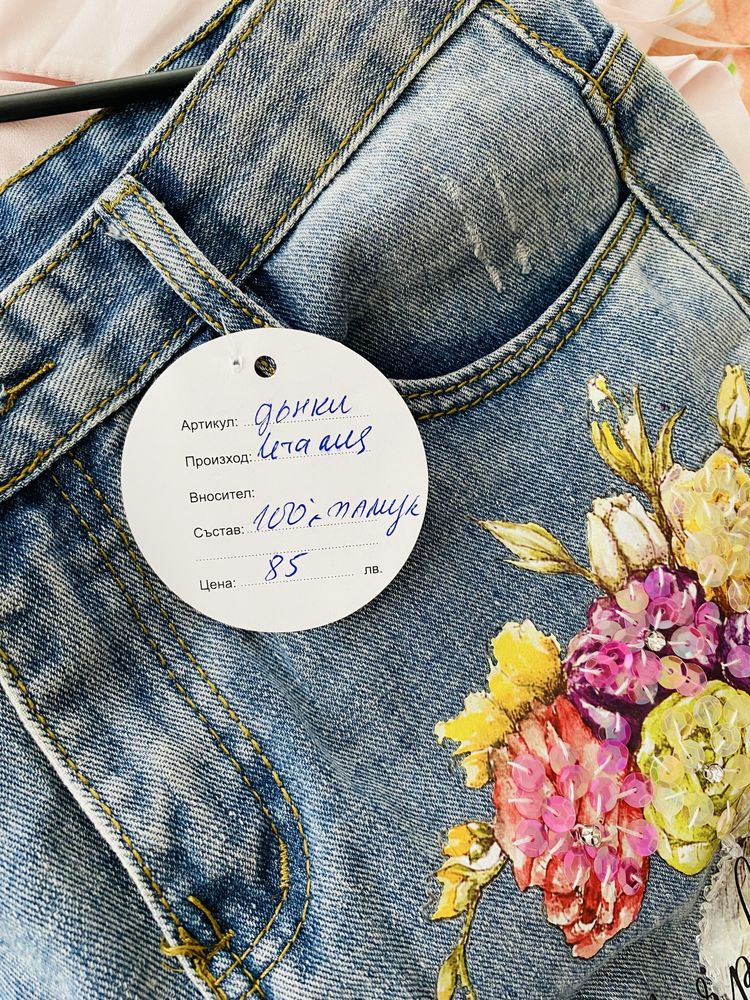 Артикул: дънки
Произход: Италия
Вносител:
Състав: 100% памук
Цена: 85 лв.